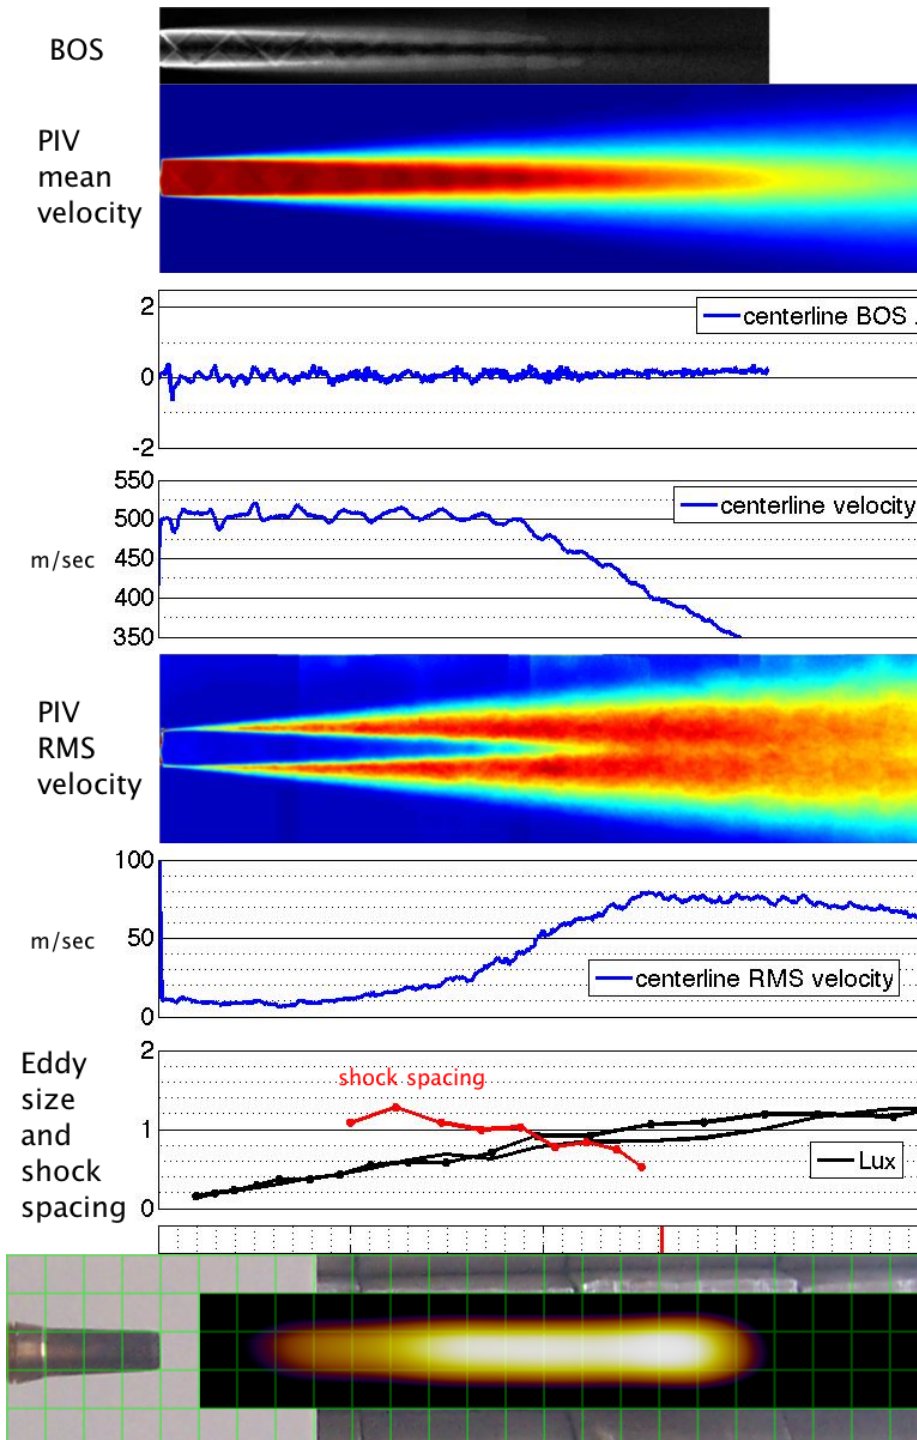 BOS
PIV
mean
velocity
2
0
-2
centerline BOS .
550
500
450
400
350
m/sec
centerline velocity
PIV
RMS
velocity
100
50
0
m/sec
centerline RMS velocity
Eddy
size
and
shock
spacing
2
1
0
shock spacing
Lux